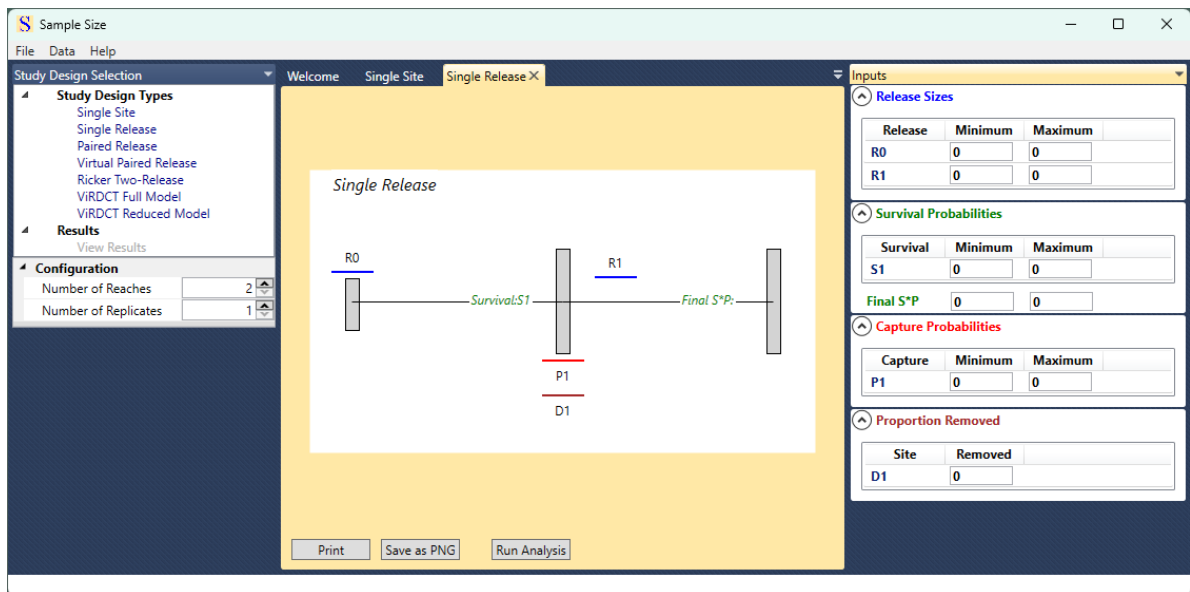 Sample Size
File Data Help
Study Design Selection
Study Design Types
Single Site
Single Release
Paired Release
Virtual Paired Release
Ricker Two-Release
ViRDCT Full Model
ViRDCT Reduced Model
Results
View Results
Configuration
Number of Reaches 2
Number of Replicates 1
Welcome Single Site Single Release
Single Release
R0
R1
Survival:S1
Final S*P:
P1
D1
Print Save as PNG Run Analysis
Inputs
Release Sizes
Release Minimum Maximum
R0 0 0
R1 0 0
Survival Probabilities
Survival Minimum Maximum
S1 0 0
Final S*P 0 0
Capture Probabilities
Capture Minimum Maximum
P1 0 0
Proportion Removed
Site Removed
D1 0